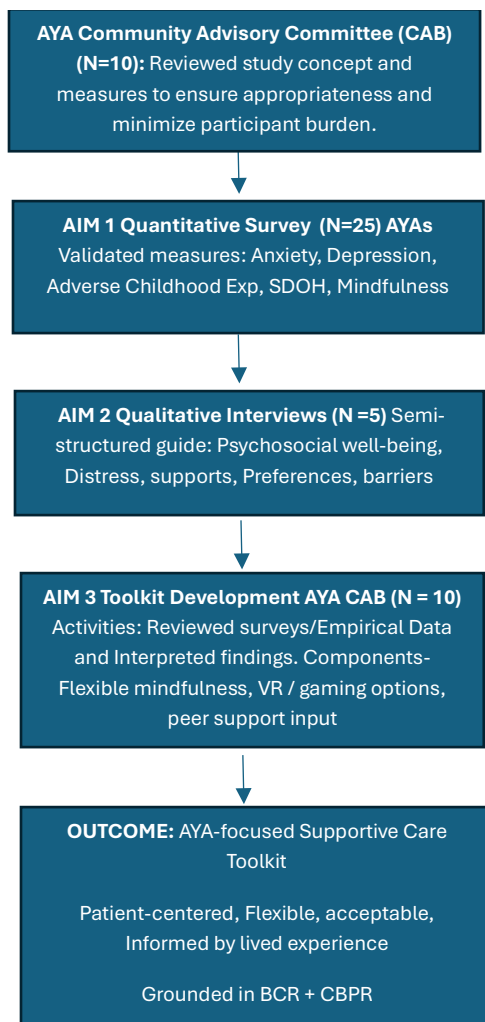 AYA Community Advisory Committee (CAB)
(N=10): Reviewed study concept and
measures to ensure appropriateness and
minimize participant burden.
AIM 1 Quantitative Survey (N=25) AYAs
Validated measures: Anxiety, Depression,
Adverse Childhood Exp, SDOH, Mindfulness
AIM 2 Qualitative Interviews (N =5) Semi-
structured guide: Psychosocial well-being,
Distress, supports, Preferences, barriers
AIM 3 Toolkit Development AYA CAB (N = 10)
Activities: Reviewed surveys/Empirical Data
and Interpreted findings. Components-
Flexible mindfulness, VR / gaming options,
peer support input
OUTCOME: AYA-focused Supportive Care
Toolkit
Patient-centered, Flexible, acceptable,
Informed by lived experience
Grounded in BCR + CBPR